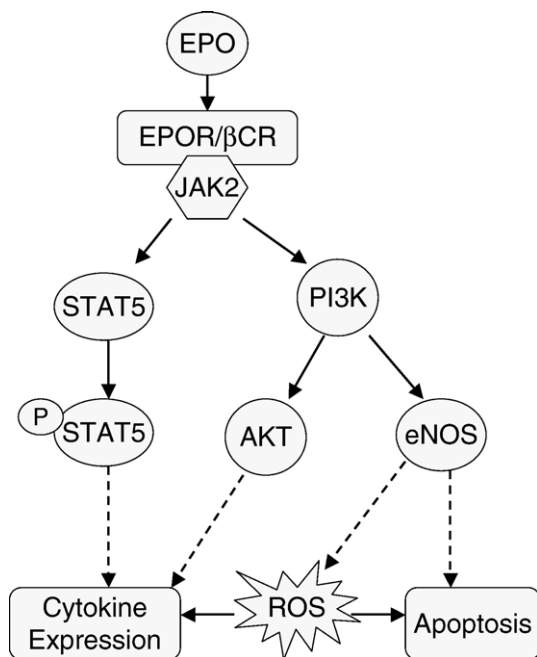 EPO
EPOR/βCR
JAK2
STAT5
PI3K
P
STAT5
AKT
eNOS
Cytokine
Expression
ROS
Apoptosis